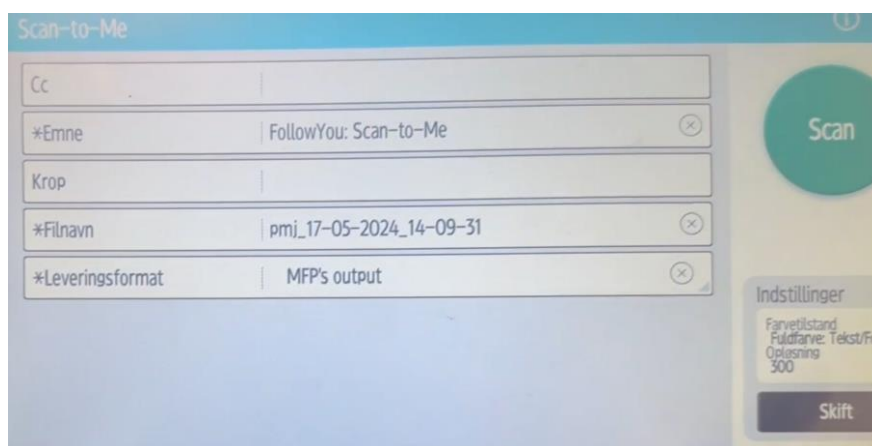 Scan-to-Me
Cc
*Emne FollowYou: Scan-to-Me
Krop
*Filnavn pmj_17-05-2024_14-09-31
*Leveringsformat MFP's output
Scan
Indstillinger
Farvetilstand
Fuldfarve:
Opløsning
300
Skift